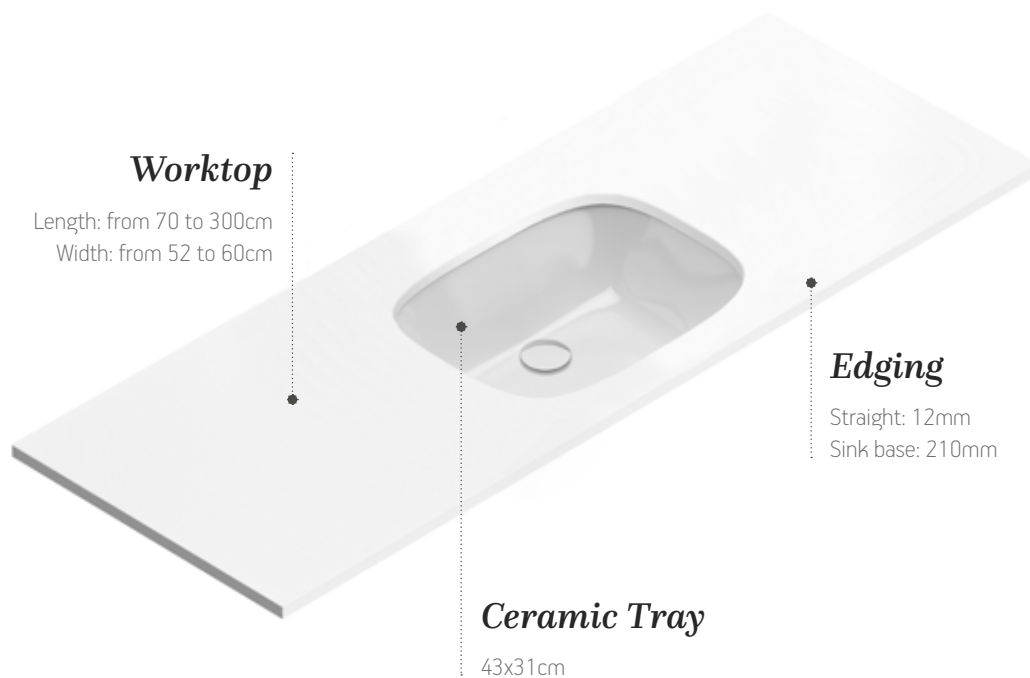 Worktop
Length: from 70 to 300cm
Width: from 52 to 60cm
Edging
Straight: 12mm
Sink base: 210mm
Ceramic Tray
43x31cm